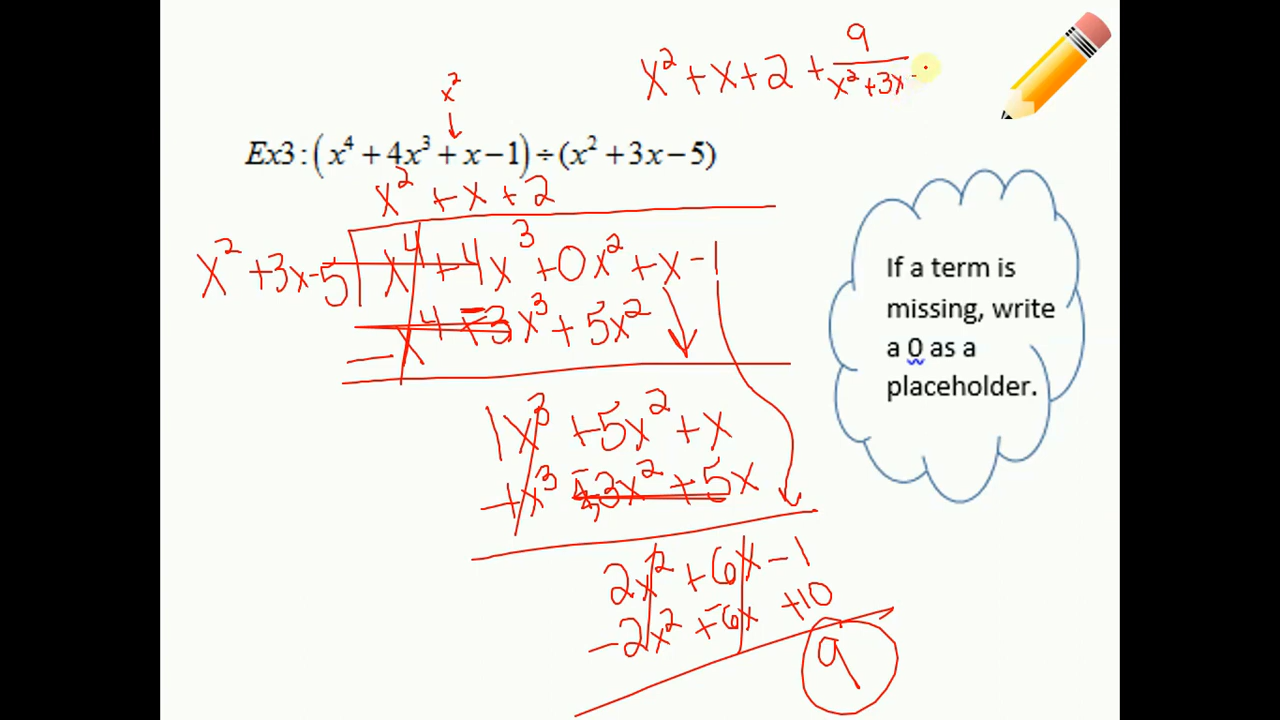 x² + x + 2 + 9/(x² + 3x -
x²
Ex3: (x⁴ + 4x³ + x − 1) ÷ (x² + 3x − 5)
x² + x + 2
x² + 3x - 5 x⁴ + 4x³ + 0x² + x - 1
- x⁴ + -3x³ + 5x²
1x³ + 5x² + x
+ x³ - 3x² + 5x
2x² + 6x - 1
- 2x² + -6x + 10
9
If a term is
missing, write
a 0 as a
placeholder.